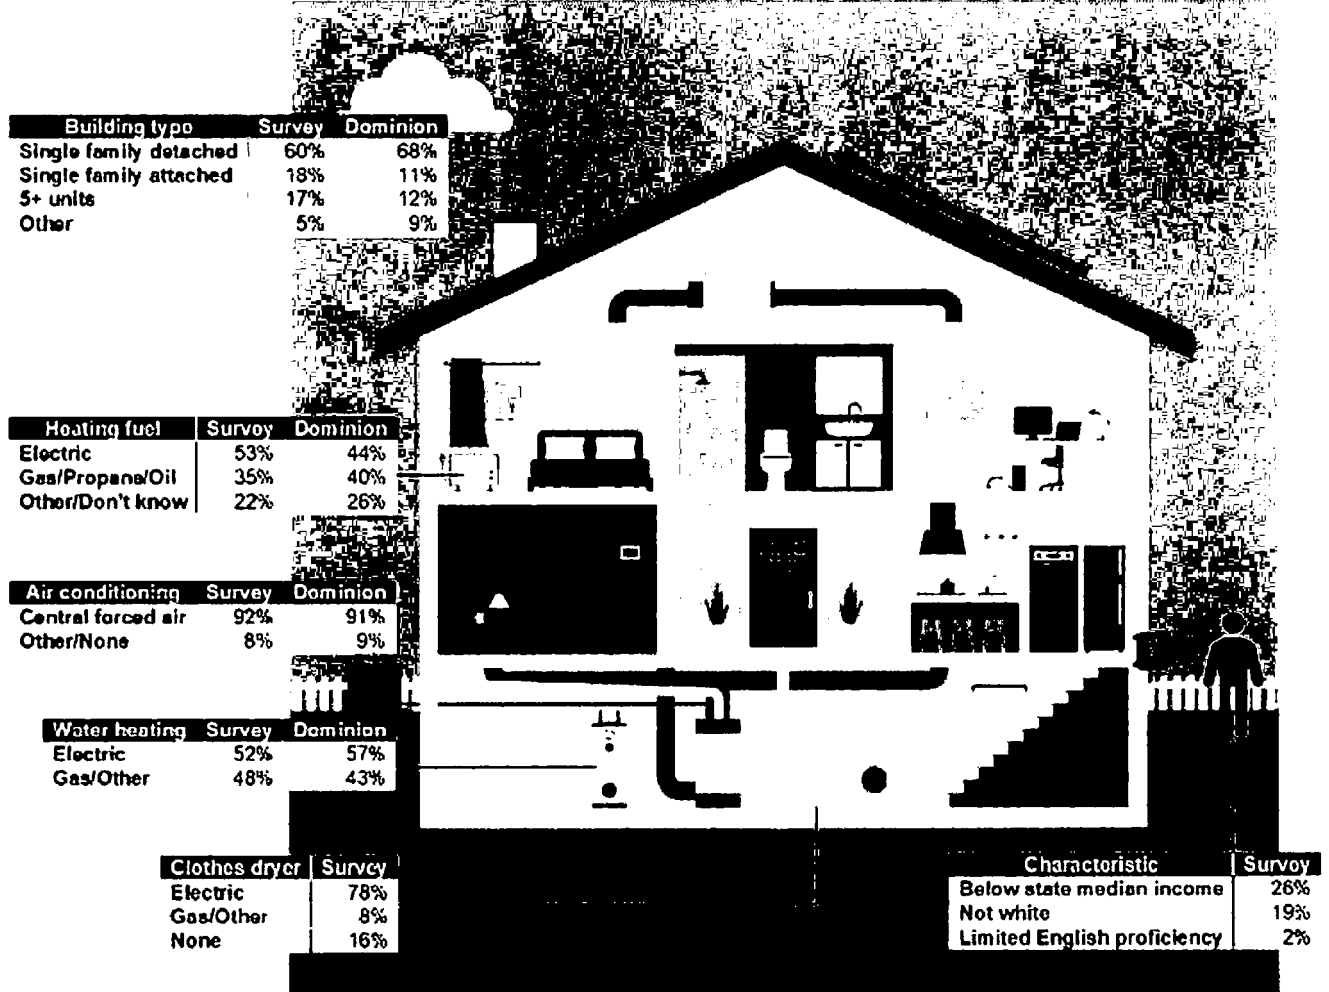 Building type Survey Dominion
Single family detached 60% 68%
Single family attached 18% 11%
5+ units 17% 12%
Other 5% 9%
Heating fuel Survey Dominion
Electric 53% 44%
Gas/Propane/Oil 35% 40%
Other/Don't know 22% 26%
Air conditioning Survey Dominion
Central forced air 92% 91%
Other/None 8% 9%
Water heating Survey Dominion
Electric 52% 57%
Gas/Other 48% 43%
Clothes dryer Survey
Electric 78%
Gas/Other 8%
None 16%
Characteristic Survey
Below state median income 26%
Not white 19%
Limited English proficiency 2%